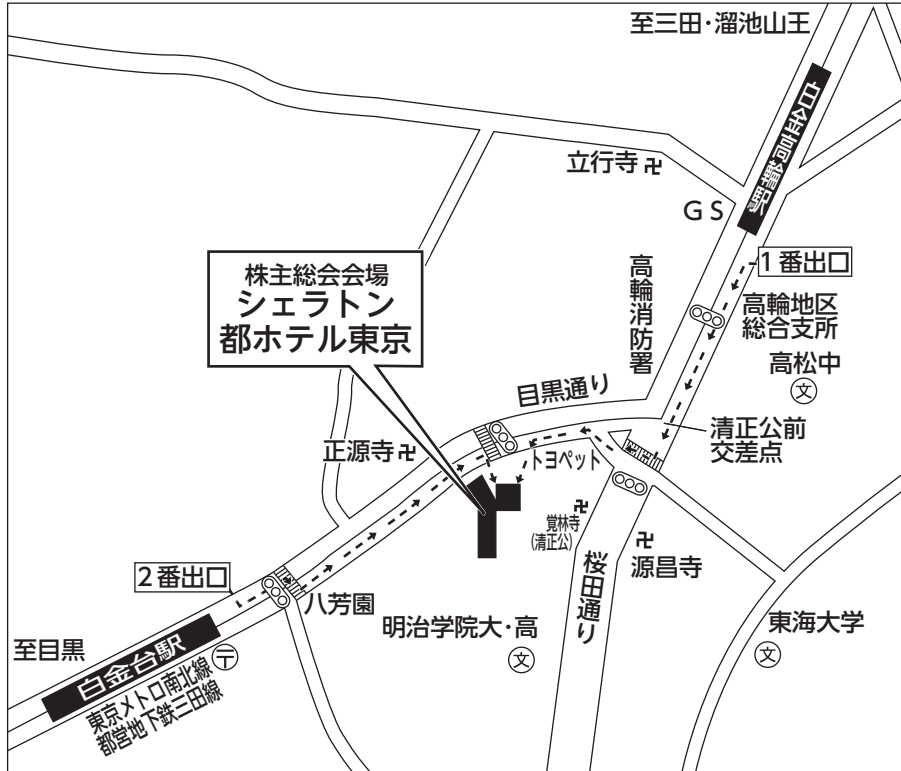 至三田・溜池山王
白金高輪駅
立行寺
GS
1番出口
株主総会会場
シェラトン
都ホテル東京
高輪消防署
高輪地区
総合支所
高松中
文
目黒通り
清正公前
交差点
正源寺
トヨペット
覚林寺
(清正公)
源昌寺
桜田通り
2番出口
八芳園
明治学院大・高
文
東海大学
文
至目黒
白金台駅
〒
東京メトロ南北線
都営地下鉄三田線